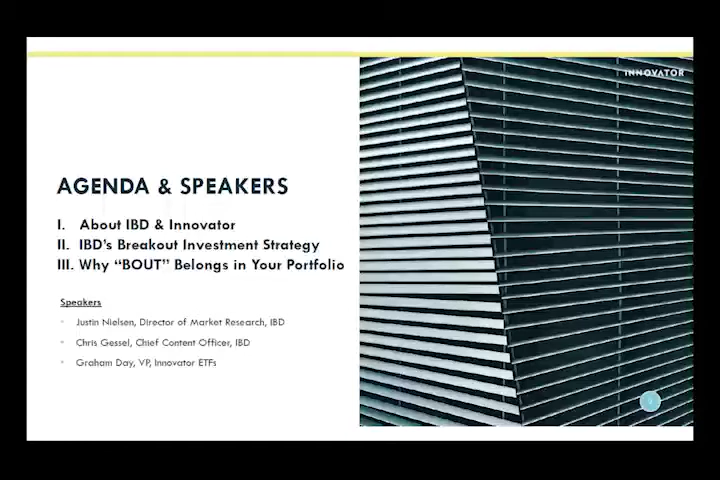 INNOVATOR
AGENDA & SPEAKERS
I. About IBD & Innovator
II. IBD's Breakout Investment Strategy
III. Why “BOUT” Belongs in Your Portfolio
Speakers
• Justin Nielsen, Director of Market Research, IBD
• Chris Gessel, Chief Content Officer, IBD
• Graham Day, VP, Innovator ETFs